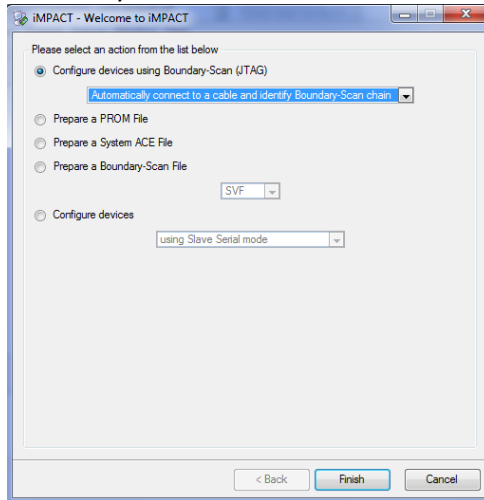 iMPACT - Welcome to iMPACT
Please select an action from the list below
Configure devices using Boundary-Scan (JTAG)
Automatically connect to a cable and identify Boundary-Scan chain
Prepare a PROM File
Prepare a System ACE File
Prepare a Boundary-Scan File
SVF
Configure devices
using Slave Serial mode
< Back Finish Cancel